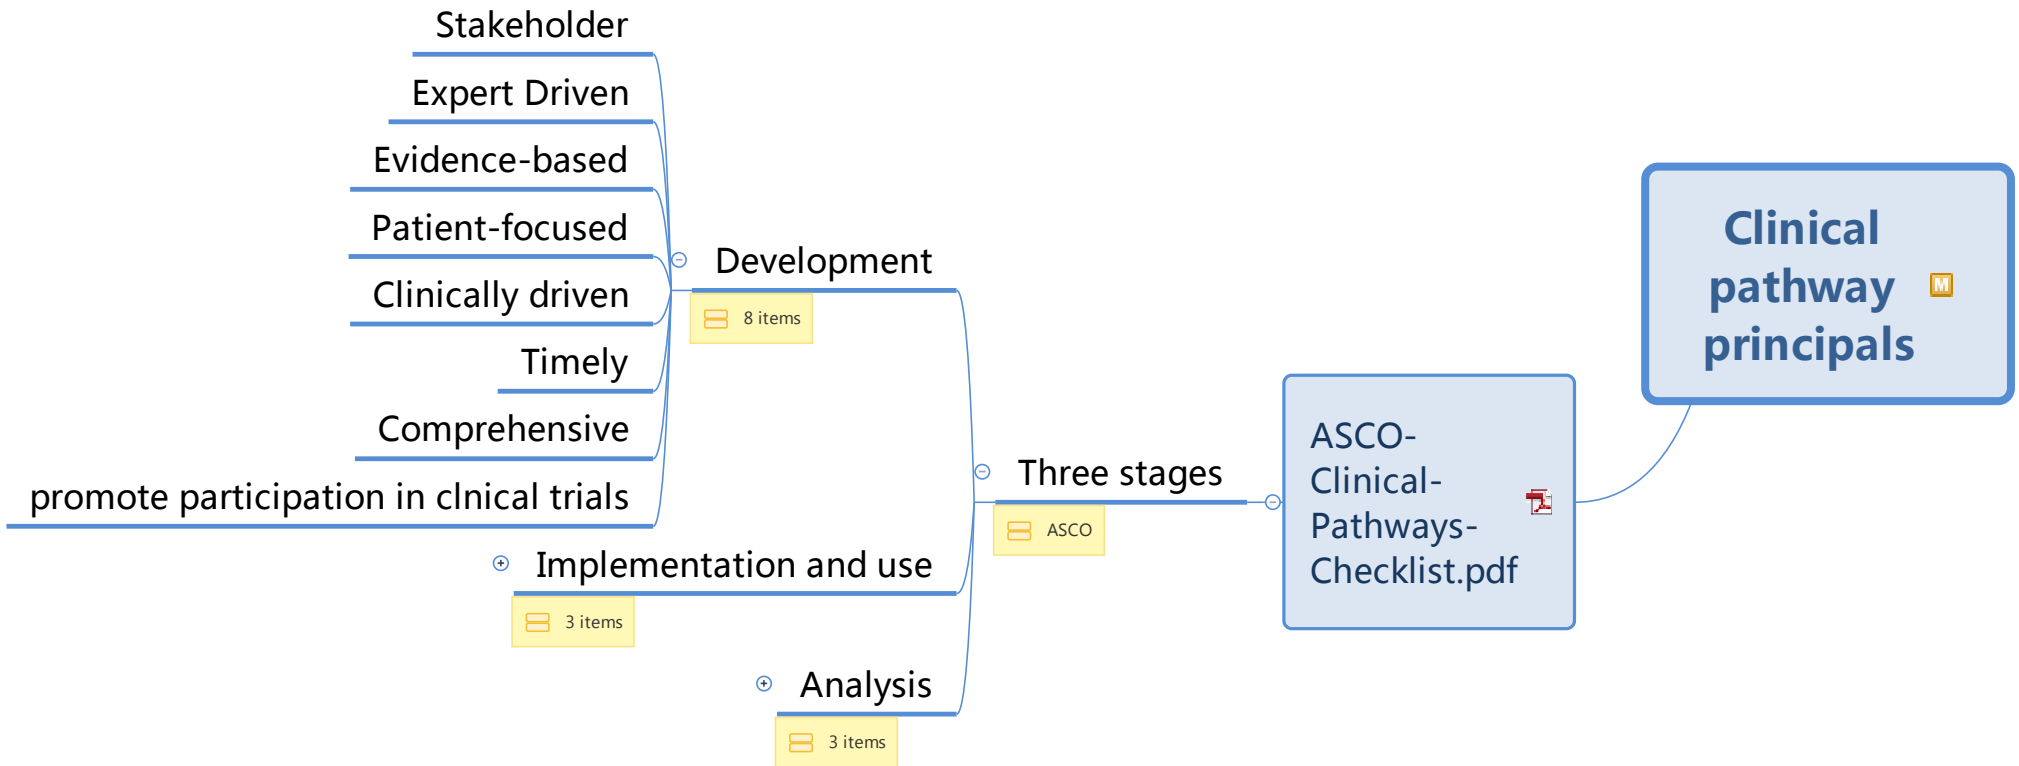 Clinical
pathway
principals
M
ASCO-
Clinical-
Pathways-
Checklist.pdf
Three stages
ASCO
Development
8 items
Stakeholder
Expert Driven
Evidence-based
Patient-focused
Clinically driven
Timely
Comprehensive
promote participation in clnical trials
Implementation and use
3 items
Analysis
3 items